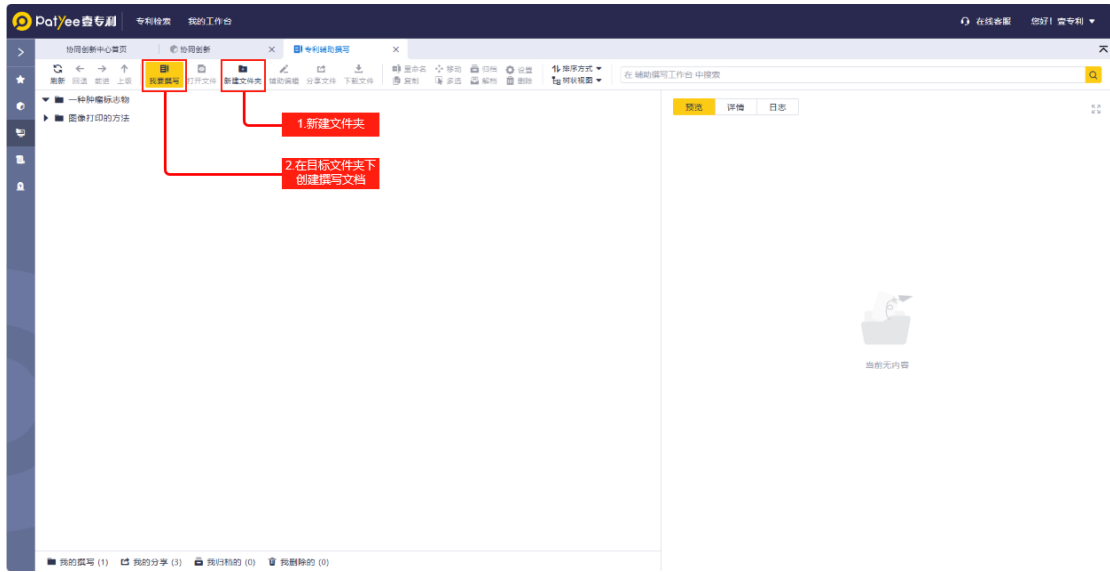 Patyee壹专利 专利检索 我的工作台 在线客服 您好！壹专利
协同创新中心首页 协同创新 专利辅助撰写
刷新 回退 前进 上级 我要撰写 打开文件 新建文件夹 辅助编辑 分享文件 下载文件 重命名 移动 归档 设置 排序方式
复制 多选 解档 删除 树状视图
在 辅助撰写工作台 中搜索
一种肿瘤标志物
图像打印的方法
预览 详情 日志
1.新建文件夹
2.在目标文件夹下
创建撰写文档
当前无内容
我的撰写 (1) 我的分享 (3) 我归档的 (0) 我删除的 (0)